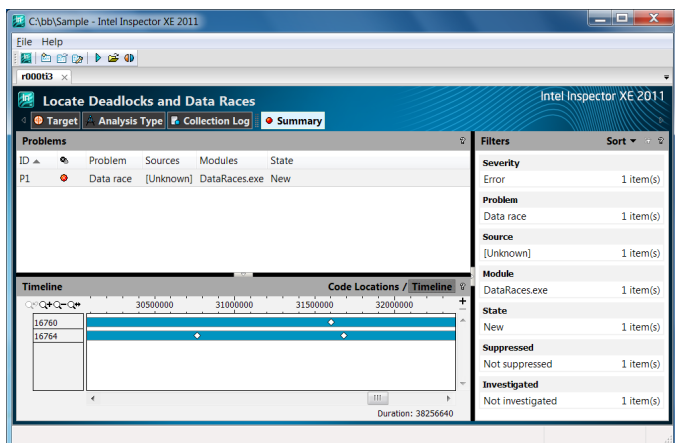 C:\bb\Sample - Intel Inspector XE 2011
File Help
r000ti3
Locate Deadlocks and Data Races
Intel Inspector XE 2011
Target Analysis Type Collection Log Summary
Problems
ID Problem Sources Modules State
P1 Data race [Unknown] DataRaces.exe New
Filters Sort
Severity
Error 1 item(s)
Problem
Data race 1 item(s)
Source
[Unknown] 1 item(s)
Module
DataRaces.exe 1 item(s)
State
New 1 item(s)
Suppressed
Not suppressed 1 item(s)
Investigated
Not investigated 1 item(s)
Timeline Code Locations / Timeline
30500000 31000000 31500000 32000000
16760
16764
Duration: 38256640